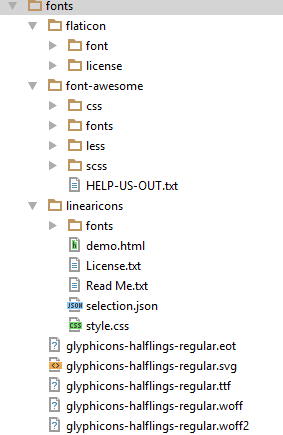 fonts
flaticon
font
license
font-awesome
css
fonts
less
scss
HELP-US-OUT.txt
linearicons
fonts
demo.html
License.txt
Read Me.txt
JSON selection.json
CSS style.css
glyphicons-halflings-regular.eot
glyphicons-halflings-regular.svg
glyphicons-halflings-regular.ttf
glyphicons-halflings-regular.woff
glyphicons-halflings-regular.woff2